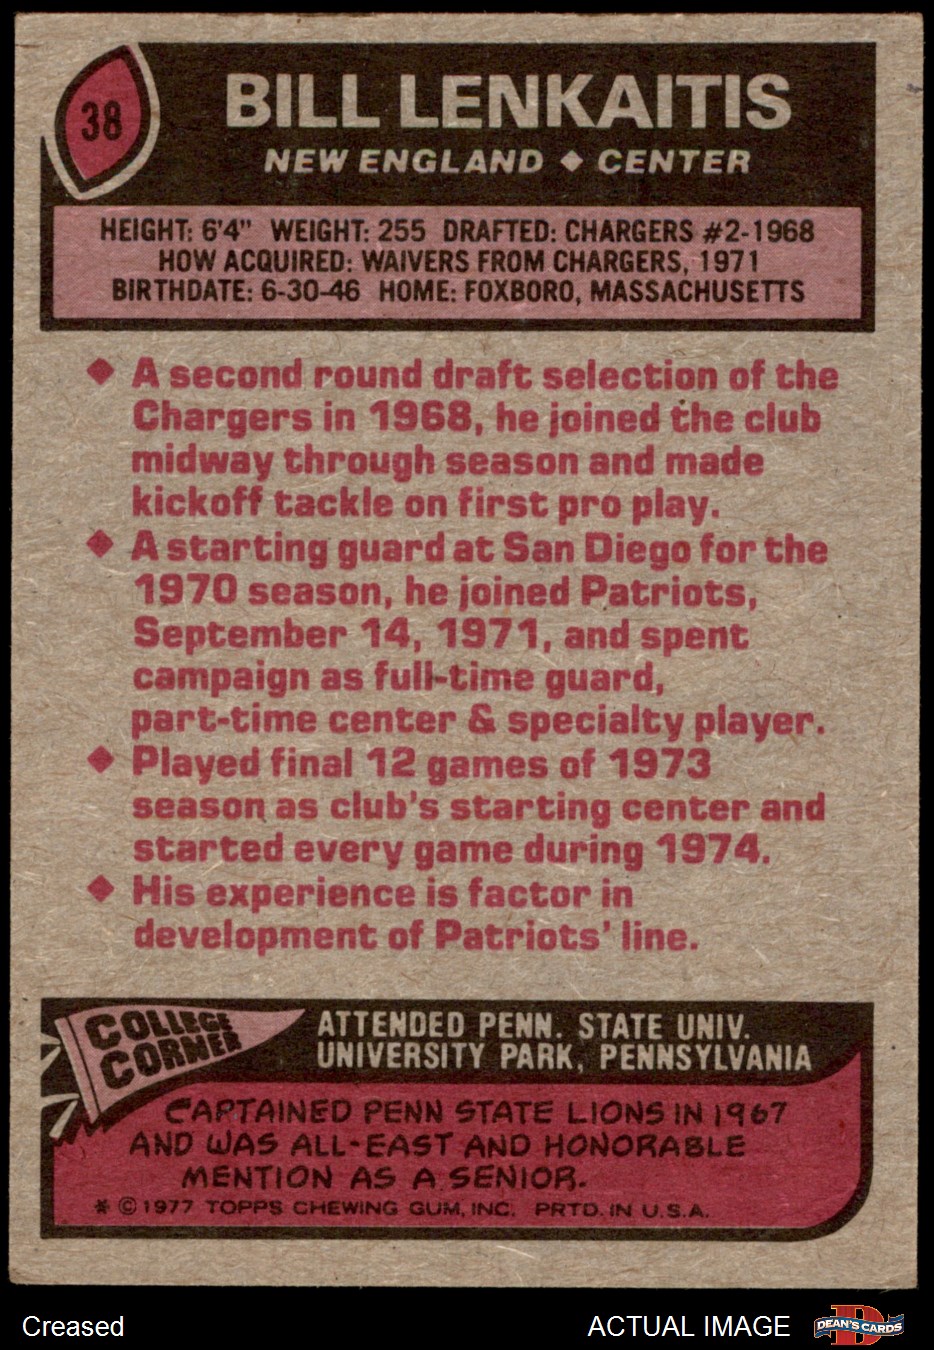 38
BILL LENKAITIS
NEW ENGLAND ◆ CENTER
HEIGHT: 6'4" WEIGHT: 255 DRAFTED: CHARGERS #2-1968
HOW ACQUIRED: WAIVERS FROM CHARGERS, 1971
BIRTHDATE: 6-30-46 HOME: FOXBORO, MASSACHUSETTS
◆ A second round draft selection of the
Chargers in 1968, he joined the club
midway through season and made
kickoff tackle on first pro play.
◆ A starting guard at San Diego for the
1970 season, he joined Patriots,
September 14, 1971, and spent
campaign as full-time guard,
part-time center & specialty player.
◆ Played final 12 games of 1973
season as club's starting center and
started every game during 1974.
◆ His experience is factor in
development of Patriots' line.
COLLEGE
CORNER
ATTENDED PENN. STATE UNIV.
UNIVERSITY PARK, PENNSYLVANIA
CAPTAINED PENN STATE LIONS IN 1967
AND WAS ALL-EAST AND HONORABLE
MENTION AS A SENIOR.
* © 1977 TOPPS CHEWING GUM, INC. PRTD. IN U.S.A.
Creased
ACTUAL IMAGE
D
DEAN'S CARDS